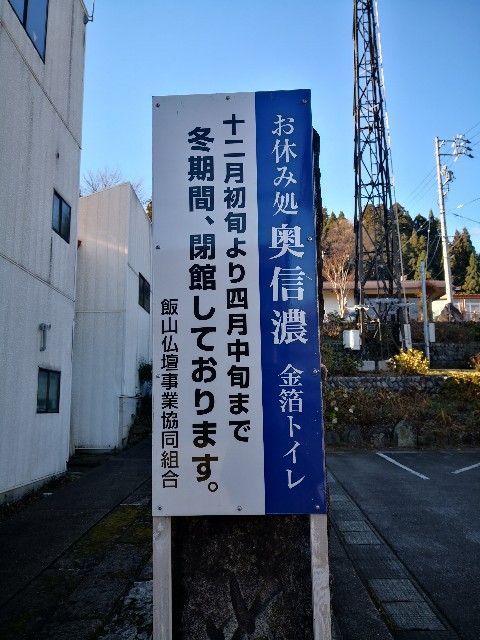 お休み処 奥信濃 金箔トイレ
十二月初旬より四月中旬まで
冬期間、閉館しております。
飯山仏壇事業協同組合